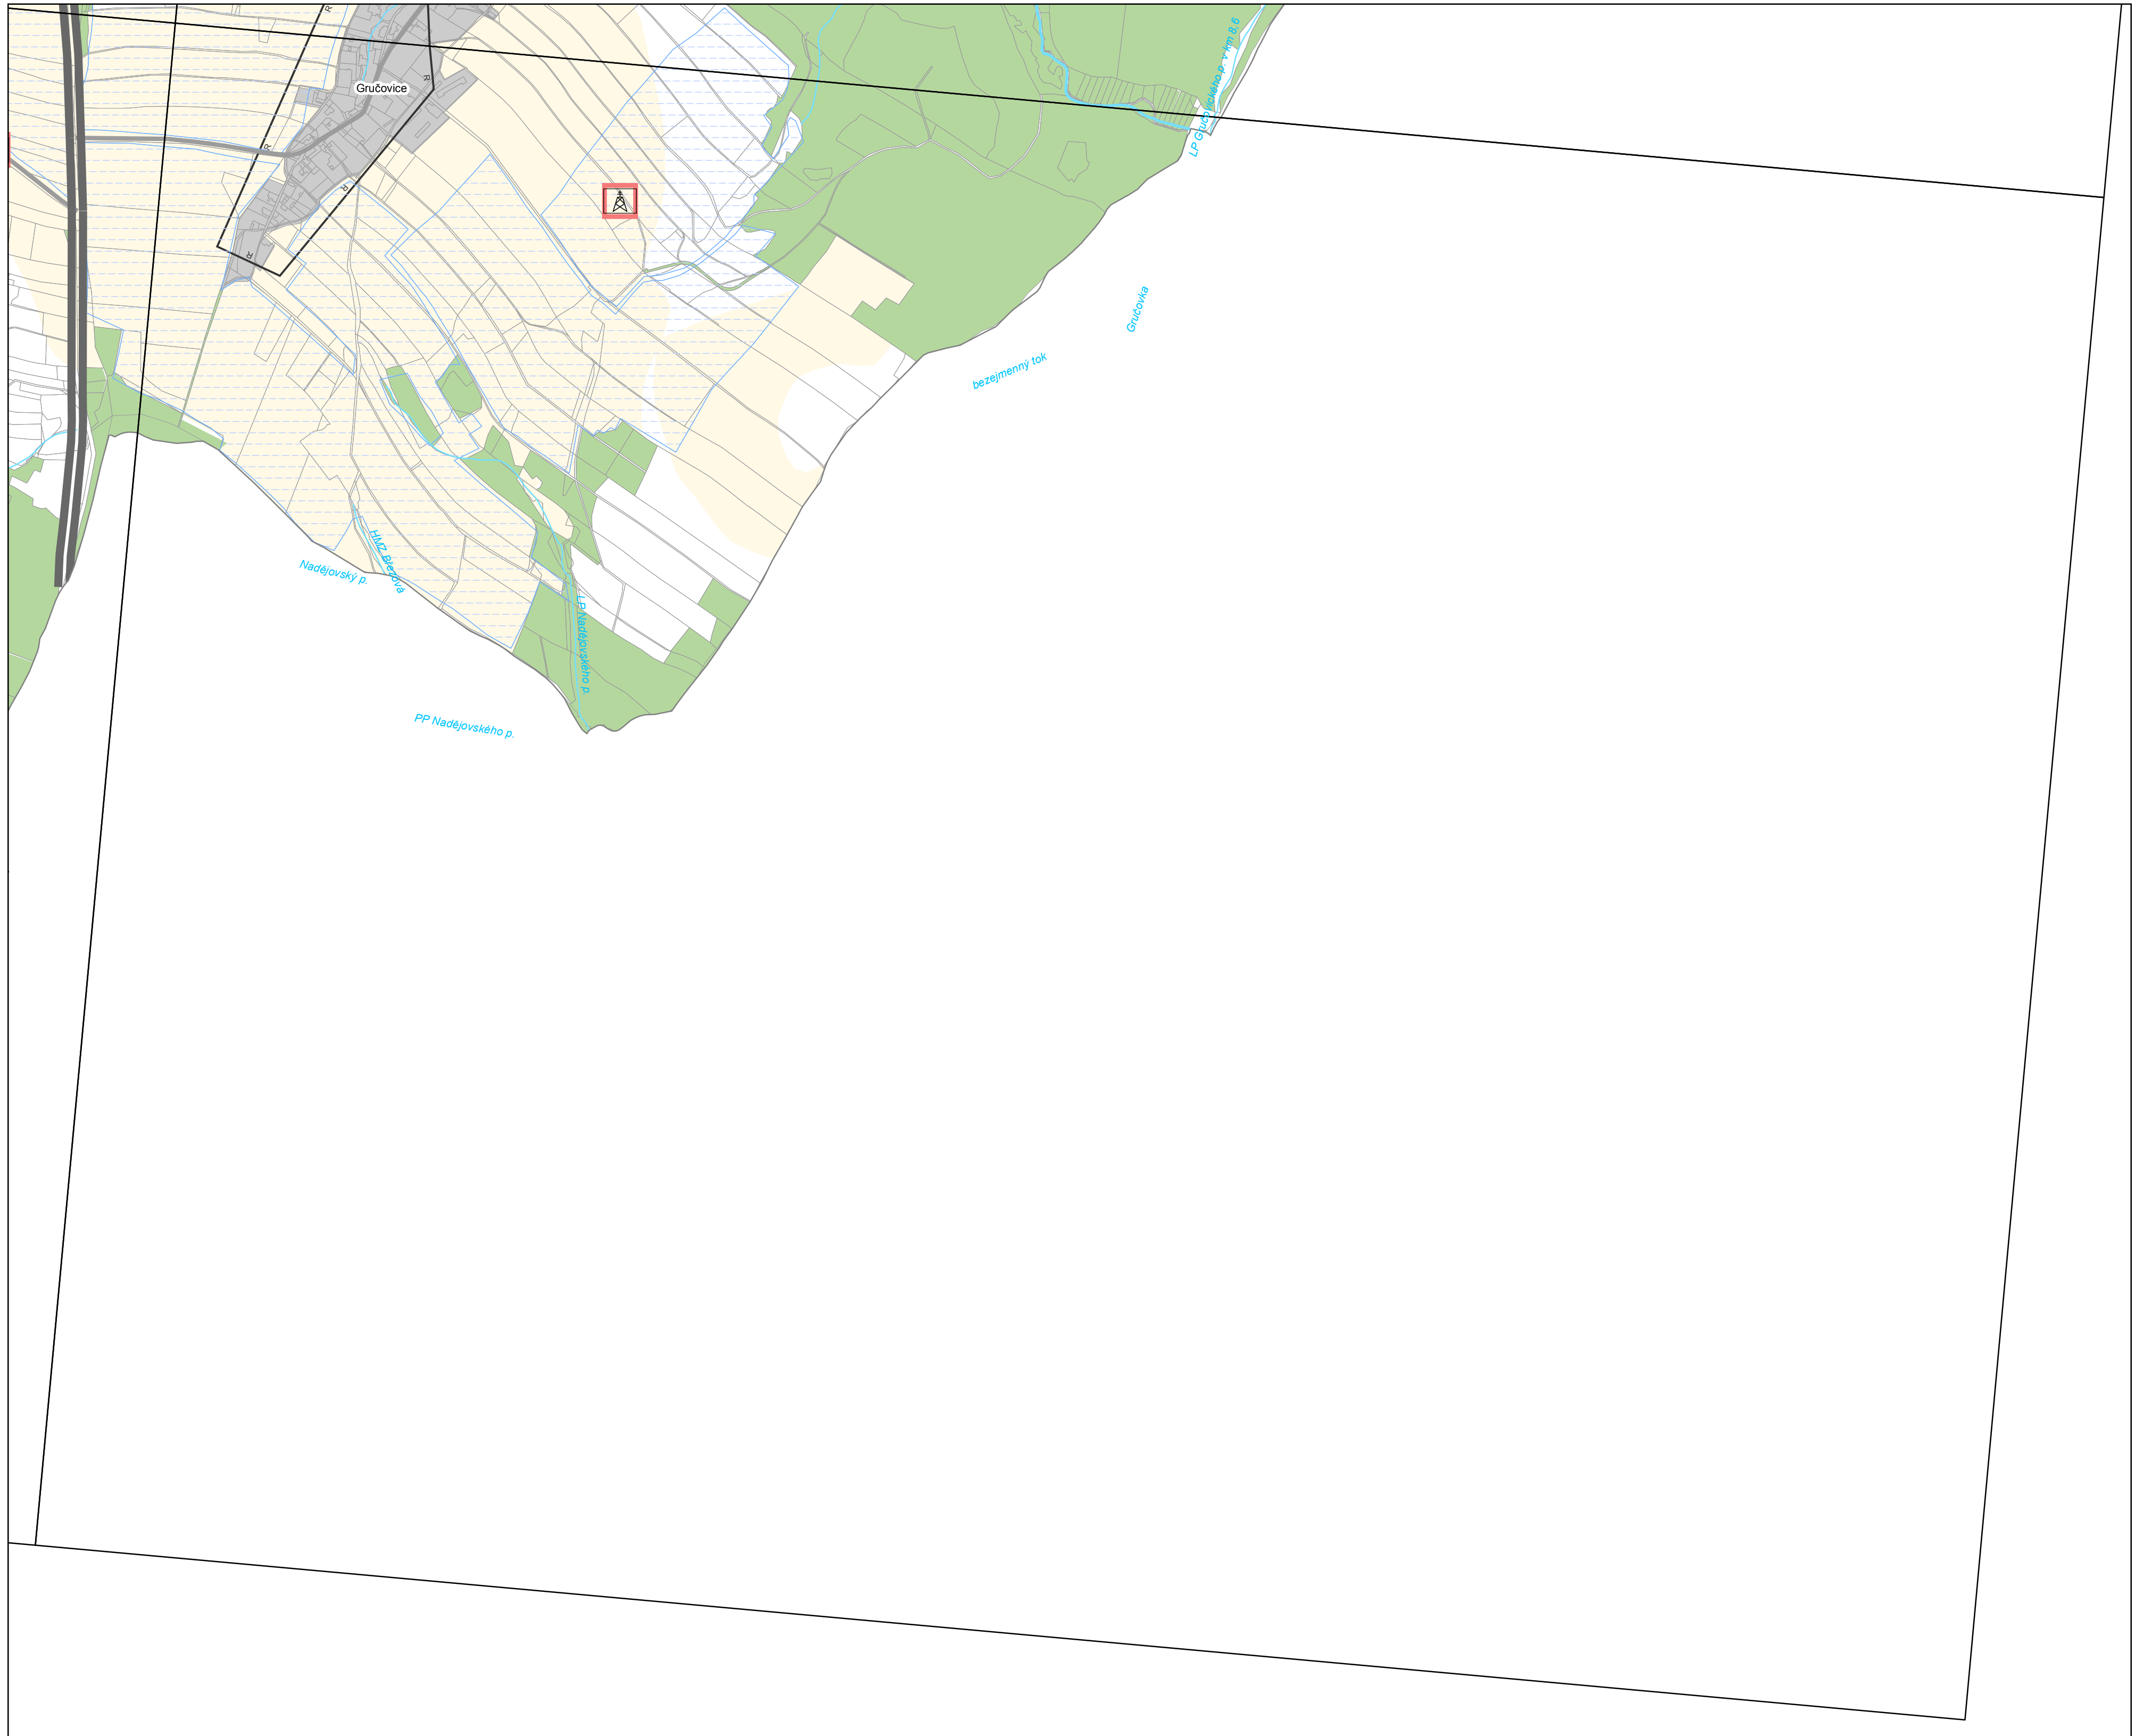 R
Gručovice
R
R
R
R
LP Gručovického p. v km 8,6
Gručovka
bezejmenný tok
HMZ Březová
Nadějovský p.
LP Nadějovského p.
PP Nadějovského p.